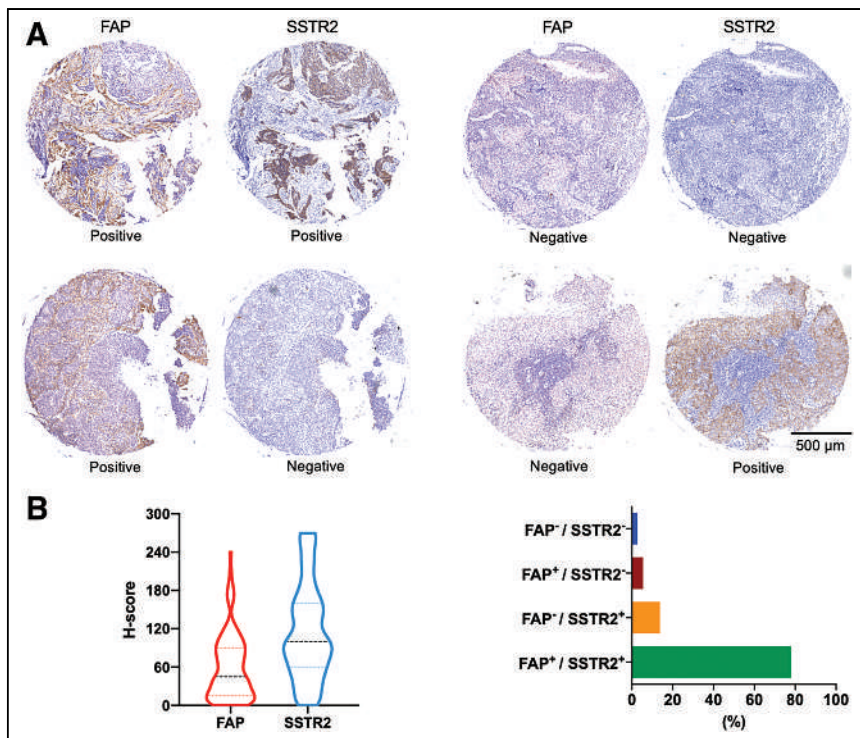 A
FAP SSTR2 FAP SSTR2
Positive Positive Negative Negative
500 µm
Positive Negative Negative Positive
B
300
240
180
120
60
0
H-score
FAP SSTR2
FAP⁻ / SSTR2⁻
FAP⁺ / SSTR2⁻
FAP⁻ / SSTR2⁺
FAP⁺ / SSTR2⁺
0 20 40 60 80 100
(%)